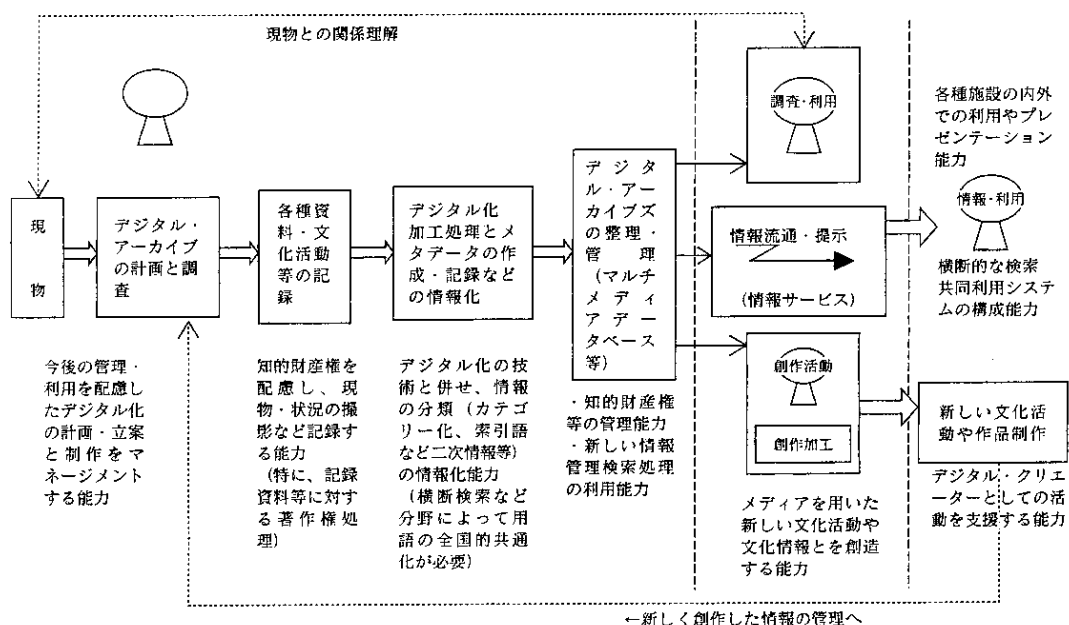 現物との関係理解
現
物
デジタル・
アーカイブ
の計画と調
査
今後の管理・
利用を配慮し
たデジタル化
の計画・立案
と制作をマ
ネージメント
する能力
各種資
料・文
化活動
等の記
録
知的財産権を
配慮し、現
物・状況の撮
影など記録す
る能力
(特に、記録
資料等に対す
る著作権処
理)
デジタル化
加工処理とメ
タデータの作
成・記録など
の情報化
デジタル化の技
術と併せ、情報
の分類(カテゴ
リー化、索引語
など二次情報等)
の情報化能力
(横断検索など
分野によって用
語の全国的共通
化が必要)
デジタ
ル・アー
カイブズ
の整理・
管理
(マルチ
メディ
アデー
タベース
等)
・知的財産権
等の管理能力
・新しい情報
管理検索処理
の利用能力
調査・利用
情報流通・提示
(情報サービス)
創作活動
創作加工
メディアを用いた
新しい文化活動や
文化情報とを創造
する能力
各種施設の内外
での利用やプレ
ゼンテーション
能力
情報・利用
横断的な検索
共同利用システ
ムの構成能力
新しい文化活
動や作品制作
デジタル・クリ
エーターとしての活
動を支援する能力
←新しく創作した情報の管理へ